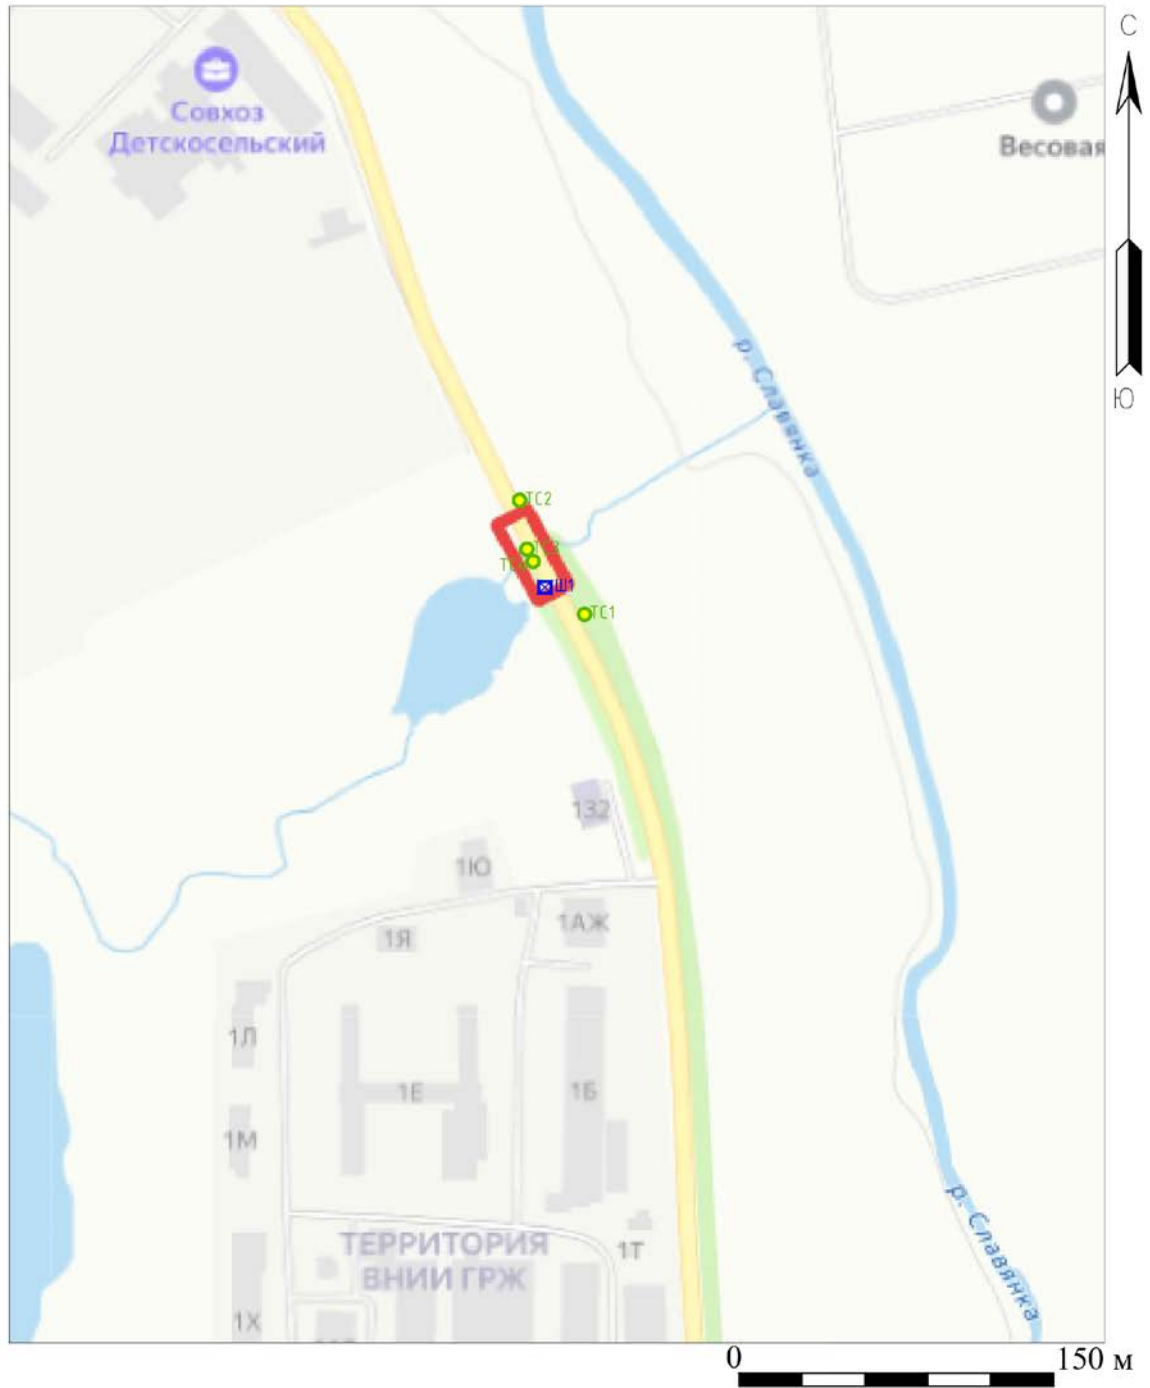 С
Совхоз
Детскосельский
Весовая
р. Славянка
Ю
ТС2
Ш1
ТС1
132
1Ю
1АЖ
1Я
1Л
1Е
1Б
1М
р. Славянка
ТЕРРИТОРИЯ
ВНИИ ГРЖ
1Т
1Х
0 150 м